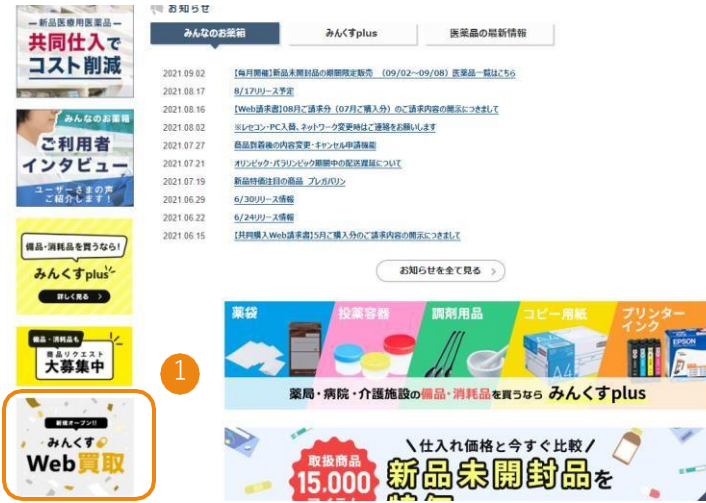 新品医療用医薬品
共同仕入で
コスト削減
みんなのお薬箱
ご利用者
インタビュー
ユーザーさまの声
ご紹介します!
備品・消耗品を買うなら!
みんくすplus
詳しく見る >
備品・消耗品も
商品リクエスト
大募集中
新規オープン!!
みんくす
Web買取
1
お知らせ
みんなのお薬箱 みんくすplus 医薬品の最新情報
2021.09.02 【毎月開催】新品未開封品の期間限定販売 (09/02~09/08) 医薬品一覧はこちら
2021.08.17 8/17リリース予定
2021.08.16 【Web請求書】08月ご請求分(07月ご購入分)のご請求内容の開示につきまして
2021.08.02 ※レセコン・PC入替、ネットワーク変更時はご連絡をお願いします
2021.07.27 商品到着後の内容変更・キャンセル申請機能
2021.07.21 オリンピック・パラリンピック期間中の配送遅延について
2021.07.19 新品特価注目の商品 プレガバリン
2021.06.29 6/30リリース情報
2021.06.22 6/24リリース情報
2021.06.15 【共同購入Web請求書】5月ご購入分のご請求内容の開示につきまして
お知らせを全て見る >
薬袋 投薬容器 調剤用品 コピー用紙 プリンター
インク
A4
EPSON
薬局・病院・介護施設の備品・消耗品を買うなら みんくすplus
\仕入れ価格と今すぐ比較/
取扱商品
15,000
新品未開封品を